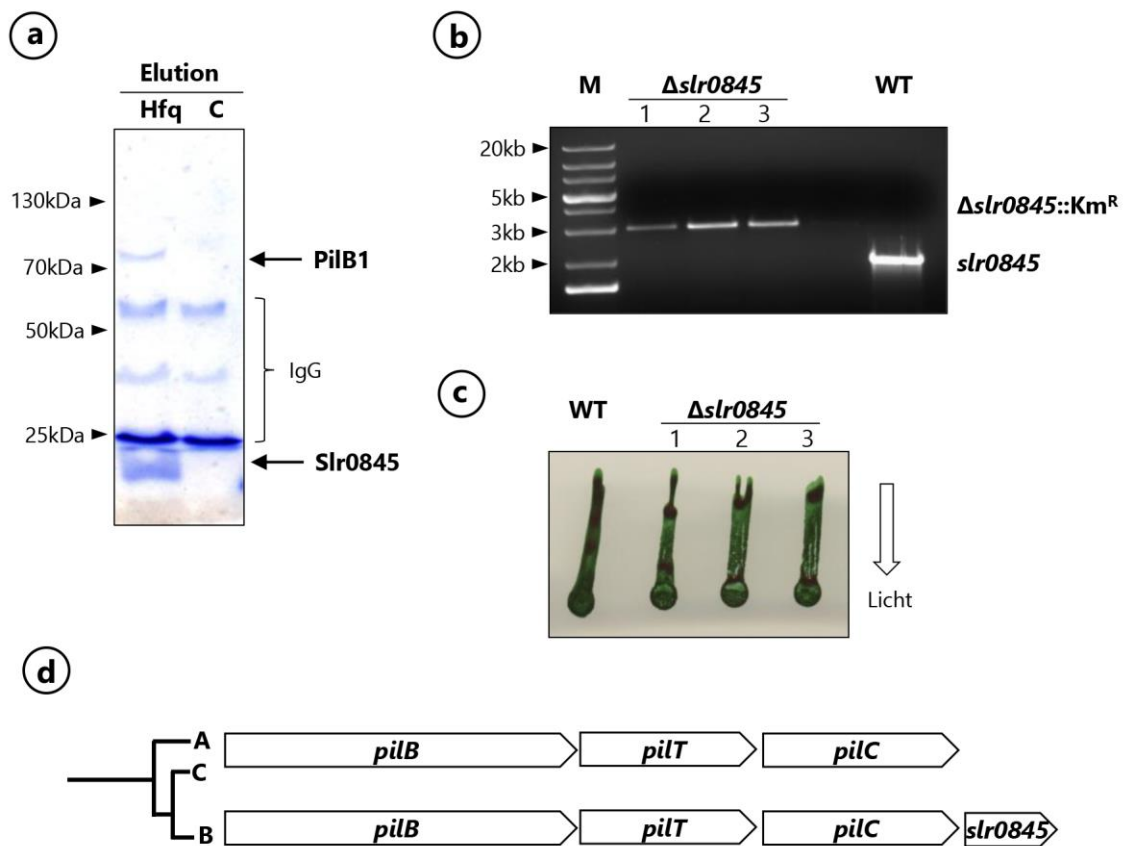 a
Elution
Hfq C
130kDa
70kDa
50kDa
25kDa
PilB1
IgG
Slr0845
b
M Δslr0845 WT
1 2 3
20kb
5kb
3kb
2kb
Δslr0845::Kmᴿ
slr0845
c
WT Δslr0845
1 2 3
Licht
d
A pilB pilT pilC
C
B pilB pilT pilC slr0845